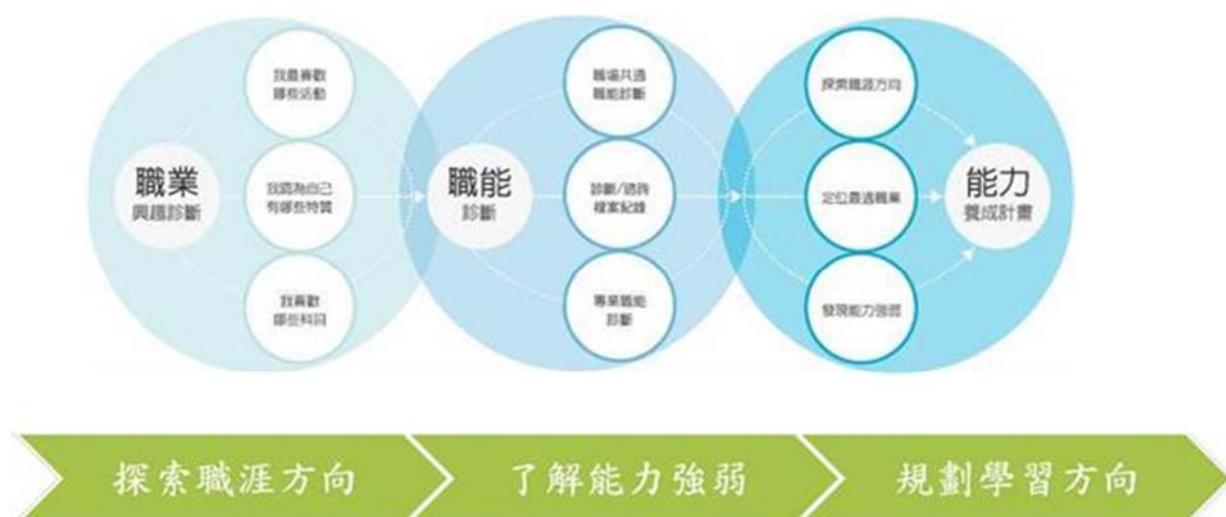 職業
興趣診斷
我最喜歡
哪些活動
我認為自己
有哪些特質
我喜歡
哪些科目
職能
診斷
職場共通
職能診斷
診斷/諮詢
檔案紀錄
專業職能
診斷
探索職涯方向
定位最適職業
發現能力強弱
能力
養成計畫
探索職涯方向
了解能力強弱
規劃學習方向